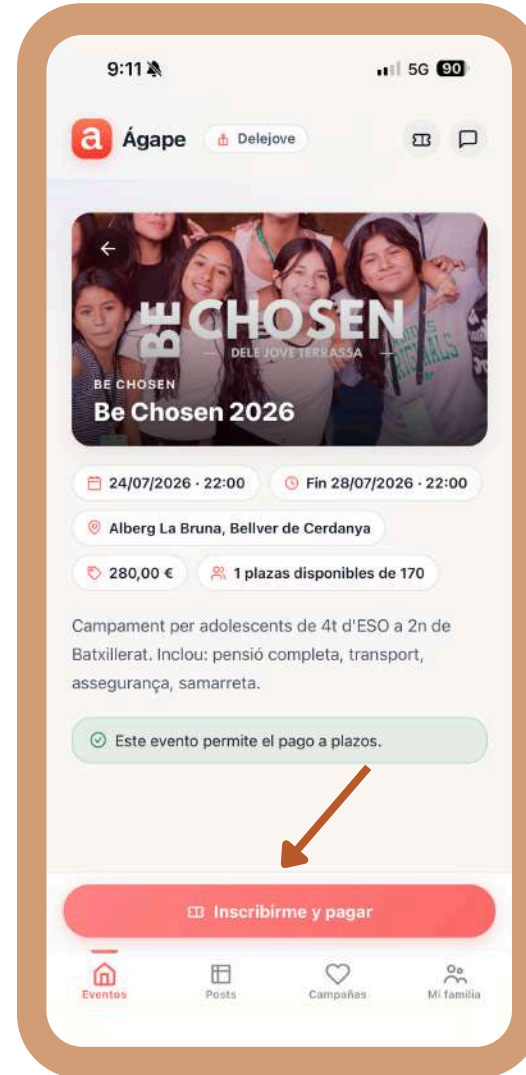 9:11
5G 90
a Ágape Delejove
BE CHOSEN
DELE JOVE TERRASSA
BE CHOSEN
Be Chosen 2026
24/07/2026 · 22:00 Fin 28/07/2026 · 22:00
Alberg La Bruna, Bellver de Cerdanya
280,00 € 1 plazas disponibles de 170
Campament per adolescents de 4t d'ESO a 2n de
Batxillerat. Inclou: pensió completa, transport,
assegurança, samarreta.
Este evento permite el pago a plazos.
Inscribirme y pagar
Eventos Posts Campañas Mi familia